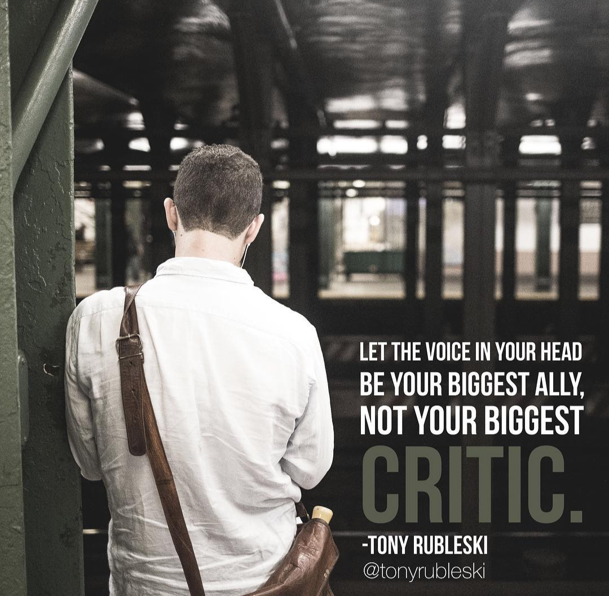 LET THE VOICE IN YOUR HEAD
BE YOUR BIGGEST ALLY,
NOT YOUR BIGGEST
CRITIC.
-TONY RUBLESKI
@tonyrubleski